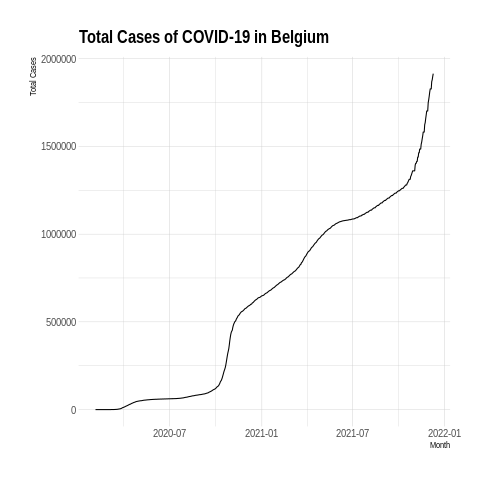 Total Cases of COVID-19 in Belgium
Total Cases
2000000
1500000
1000000
500000
0
2020-07 2021-01 2021-07 2022-01
Month